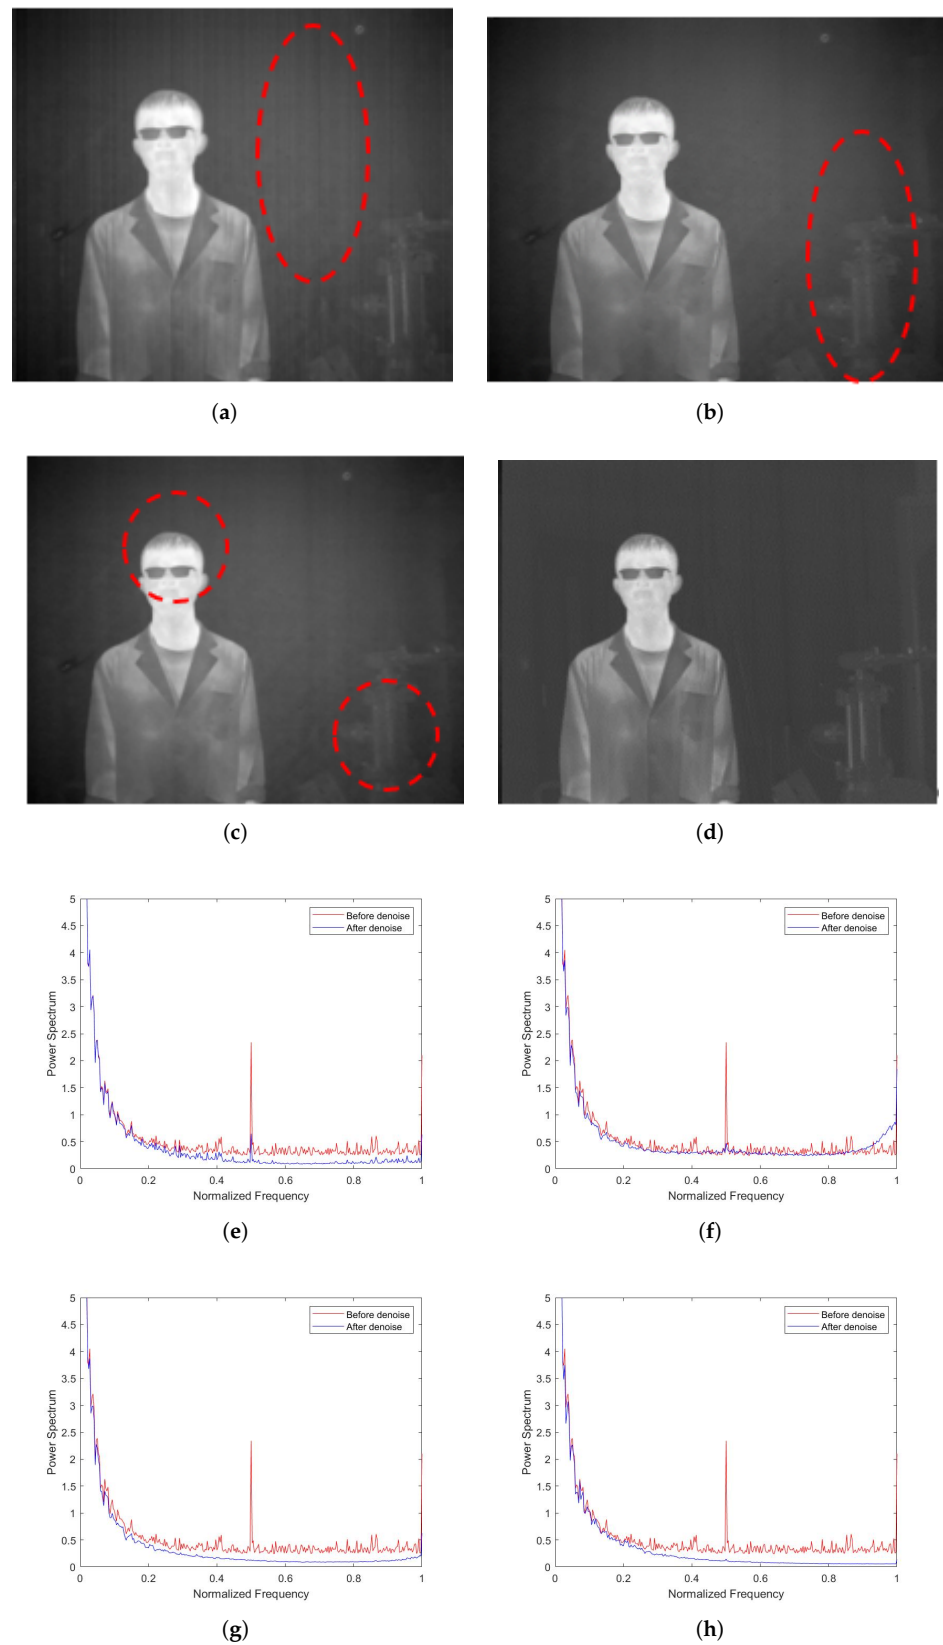 (a)
(b)
(c)
(d)
5
4.5
4
3.5
3
2.5
2
1.5
1
0.5
0
Power Spectrum
Before denoise
After denoise
0 0.2 0.4 0.6 0.8 1
Normalized Frequency
(e)
5
4.5
4
3.5
3
2.5
2
1.5
1
0.5
0
Power Spectrum
Before denoise
After denoise
0 0.2 0.4 0.6 0.8 1
Normalized Frequency
(f)
5
4.5
4
3.5
3
2.5
2
1.5
1
0.5
0
Power Spectrum
Before denoise
After denoise
0 0.2 0.4 0.6 0.8 1
Normalized Frequency
(g)
5
4.5
4
3.5
3
2.5
2
1.5
1
0.5
0
Power Spectrum
Before denoise
After denoise
0 0.2 0.4 0.6 0.8 1
Normalized Frequency
(h)